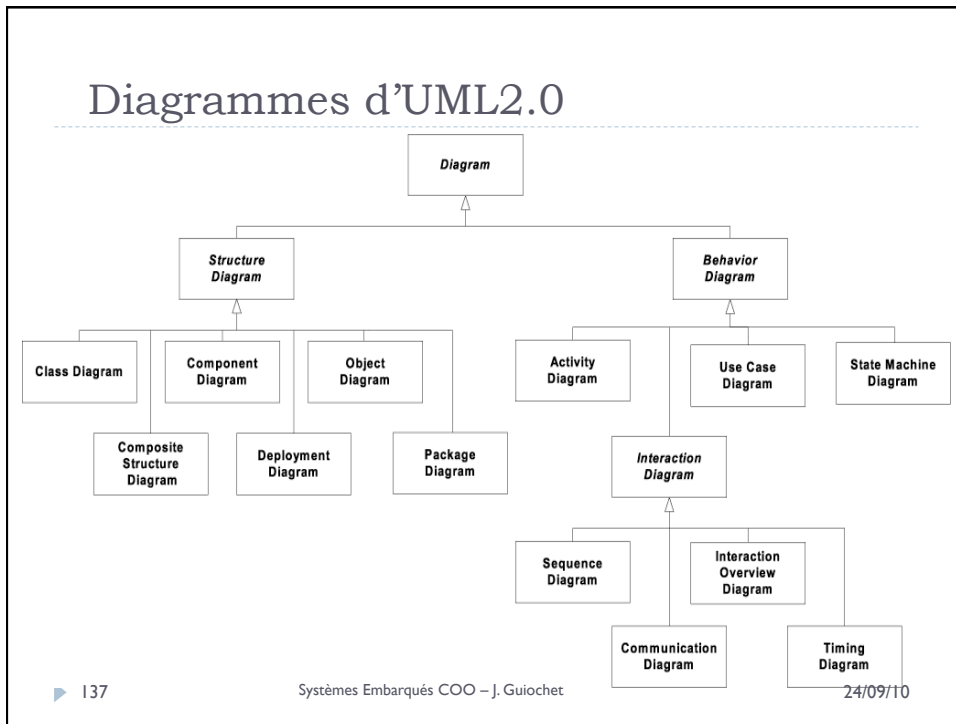 Diagrammes d’UML2.0
Diagram
Structure
Diagram
Behavior
Diagram
Class Diagram
Component
Diagram
Object
Diagram
Activity
Diagram
Use Case
Diagram
State Machine
Diagram
Composite
Structure
Diagram
Deployment
Diagram
Package
Diagram
Interaction
Diagram
Sequence
Diagram
Interaction
Overview
Diagram
Communication
Diagram
Timing
Diagram
137
Systèmes Embarqués COO – J. Guiochet
24/09/10